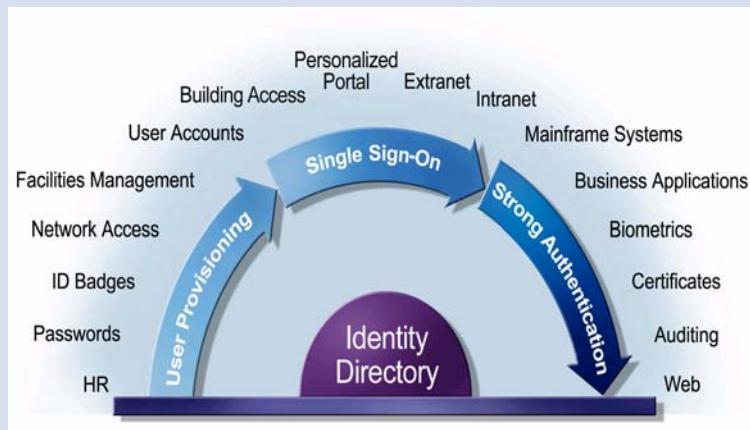 Personalized
Portal
Extranet
Building Access
Intranet
User Accounts
Mainframe Systems
Single Sign-On
Facilities Management
Business Applications
Strong Authentication
User Provisioning
Network Access
Biometrics
ID Badges
Certificates
Identity
Directory
Passwords
Auditing
HR
Web